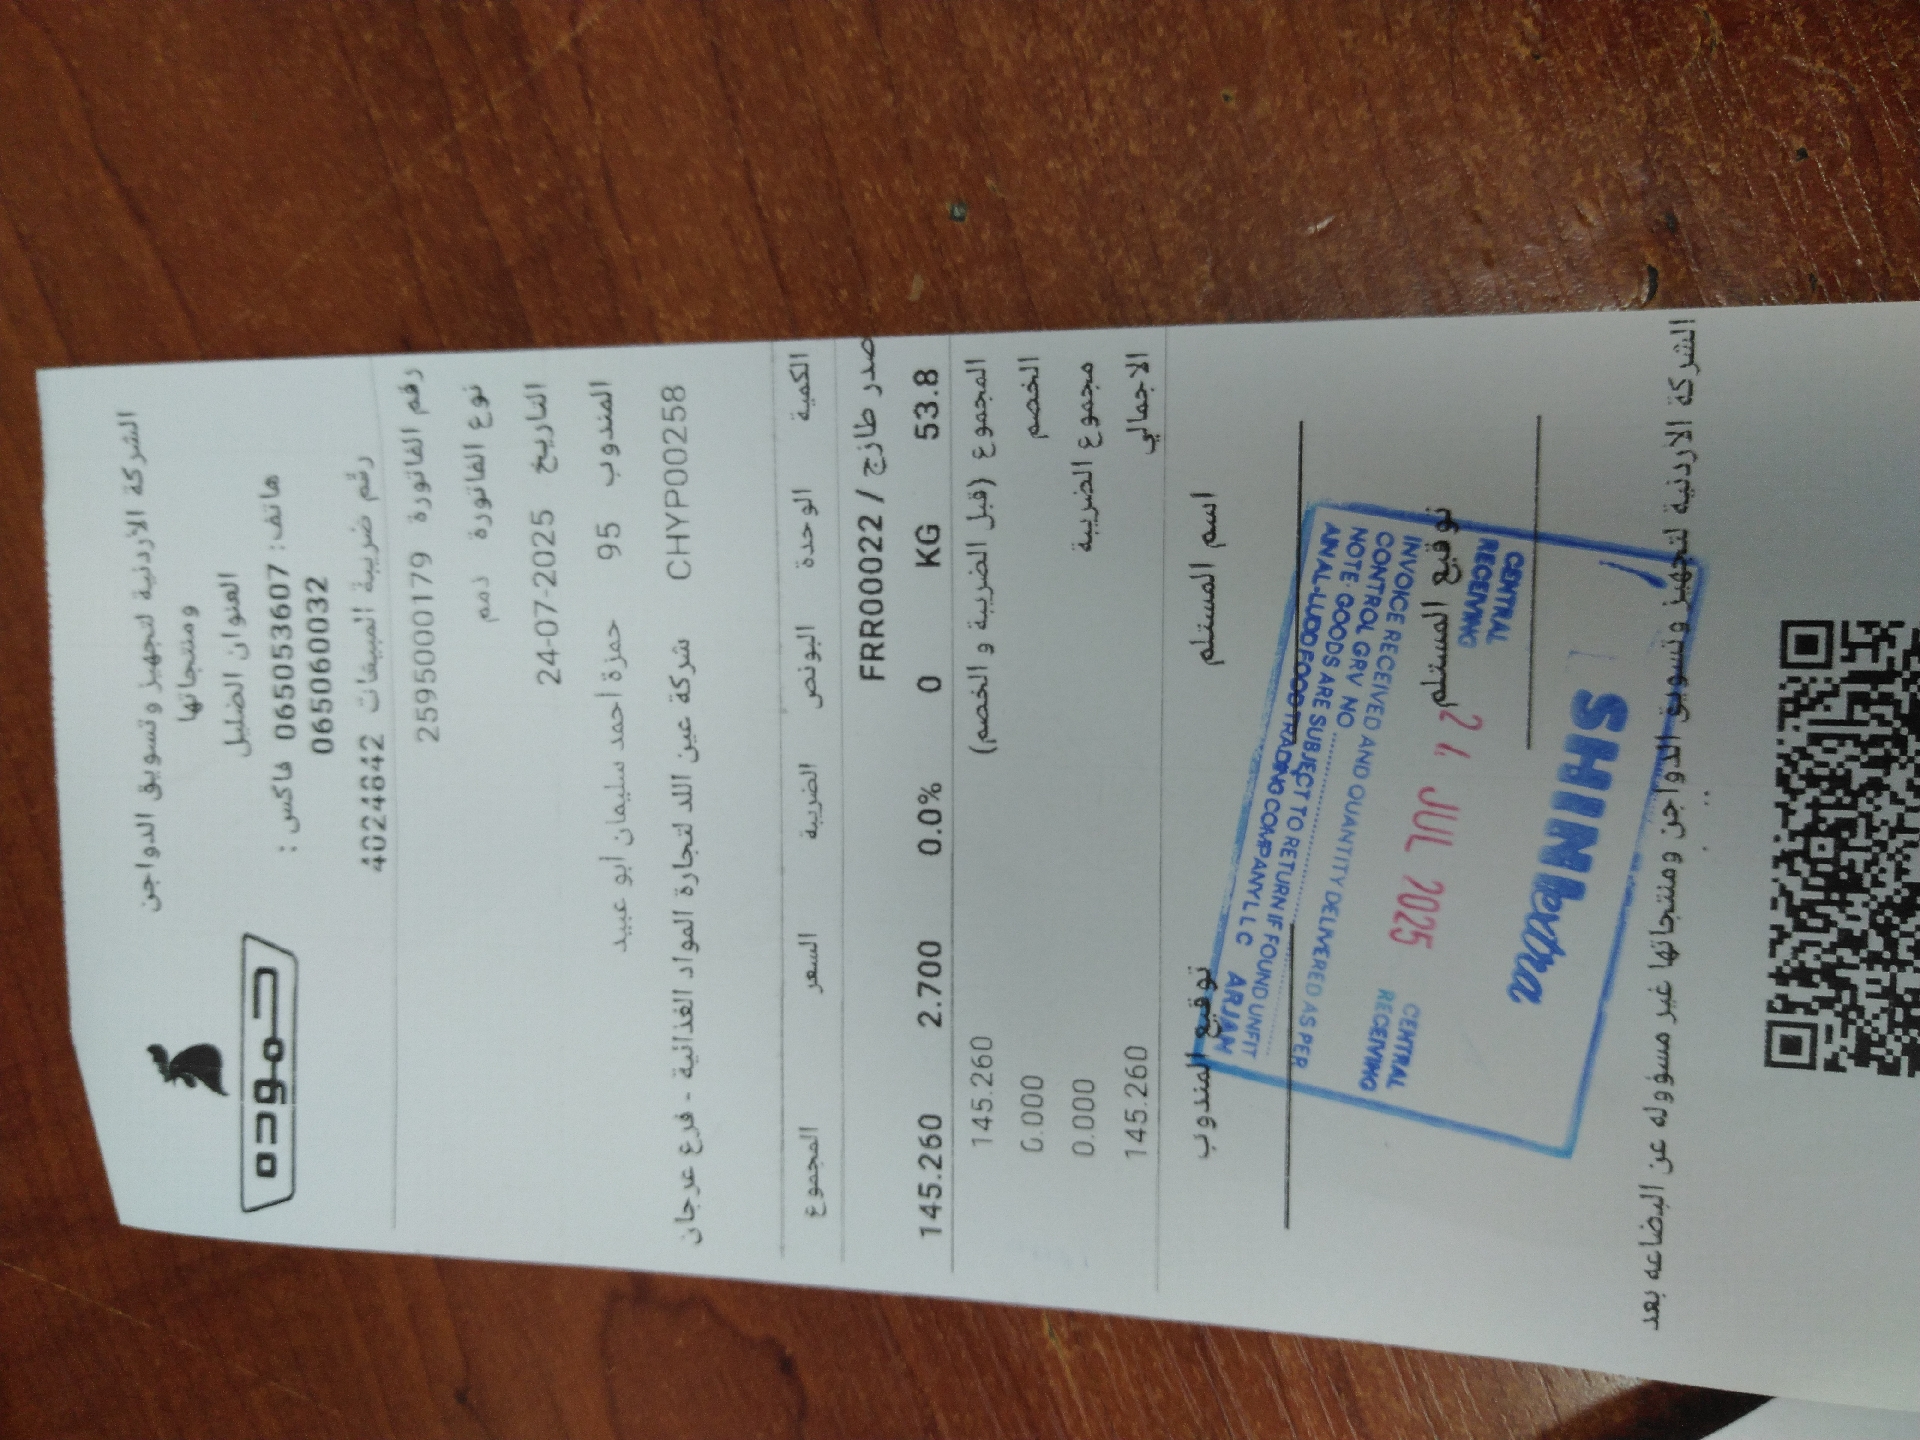 حموده
الشركة الاردنية لتجهيز وتسويق الدواجن
ومنتجاتها
العنوان الضليل
هاتف: 065053607 فاكس :
065060032
رقم ضريبة المبيعات 4024642
رقم الفاتورة 2595000179
نوع الفاتورة ذمم
التاريخ 24-07-2025
المندوب 95 حمزة احمد سليمان ابو عبيد
CHYP00258 شركة عين اللد لتجارة المواد الغذائية - فرع عرجان
الكمية الوحدة البونص الضريبة السعر المجموع
صدر طازج / FRR00022
53.8 KG 0 0.0% 2.700 145.260
المجموع (قبل الضريبة و الخصم) 145.260
الخصم 0.000
مجموع الضريبة 0.000
الاجمالي 145.260
اسم المستلم توقيع المندوب
توقيع المستلم
SHINI extra
CENTRAL RECEIVING
24 JUL 2025
CENTRAL RECEIVING
INVOICE RECEIVED AND QUANTITY DELIVERED AS PER
CONTROL GRV NO
NOTE: GOODS ARE SUBJECT TO RETURN IF FOUND UNFIT
FOOD TRADING COMPANY L L C ARJAN
الشركة الاردنية لتجهيز وتسويق الدواجن ومنتجاتها غير مسؤوله عن البضاعه بعد